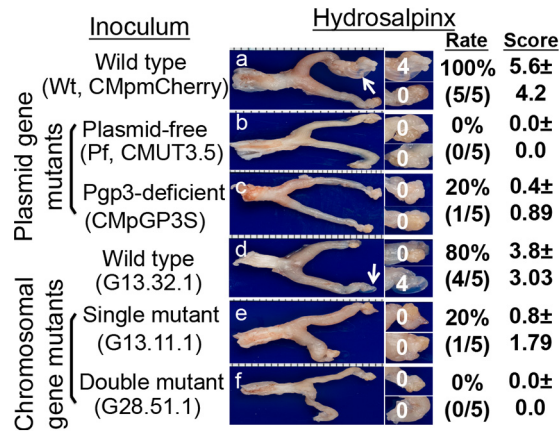 Inoculum
Hydrosalpinx
Rate Score
Wild type
(Wt, CMpmCherry)
a
4
0
100% 5.6±
(5/5) 4.2
Plasmid gene
mutants
Plasmid-free
(Pf, CMUT3.5)
b
0
0
0% 0.0±
(0/5) 0.0
Pgp3-deficient
(CMpGP3S)
c
0
0
20% 0.4±
(1/5) 0.89
Wild type
(G13.32.1)
d
0
4
80% 3.8±
(4/5) 3.03
Chromosomal
gene mutants
Single mutant
(G13.11.1)
e
0
0
20% 0.8±
(1/5) 1.79
Double mutant
(G28.51.1)
f
0
0
0% 0.0±
(0/5) 0.0